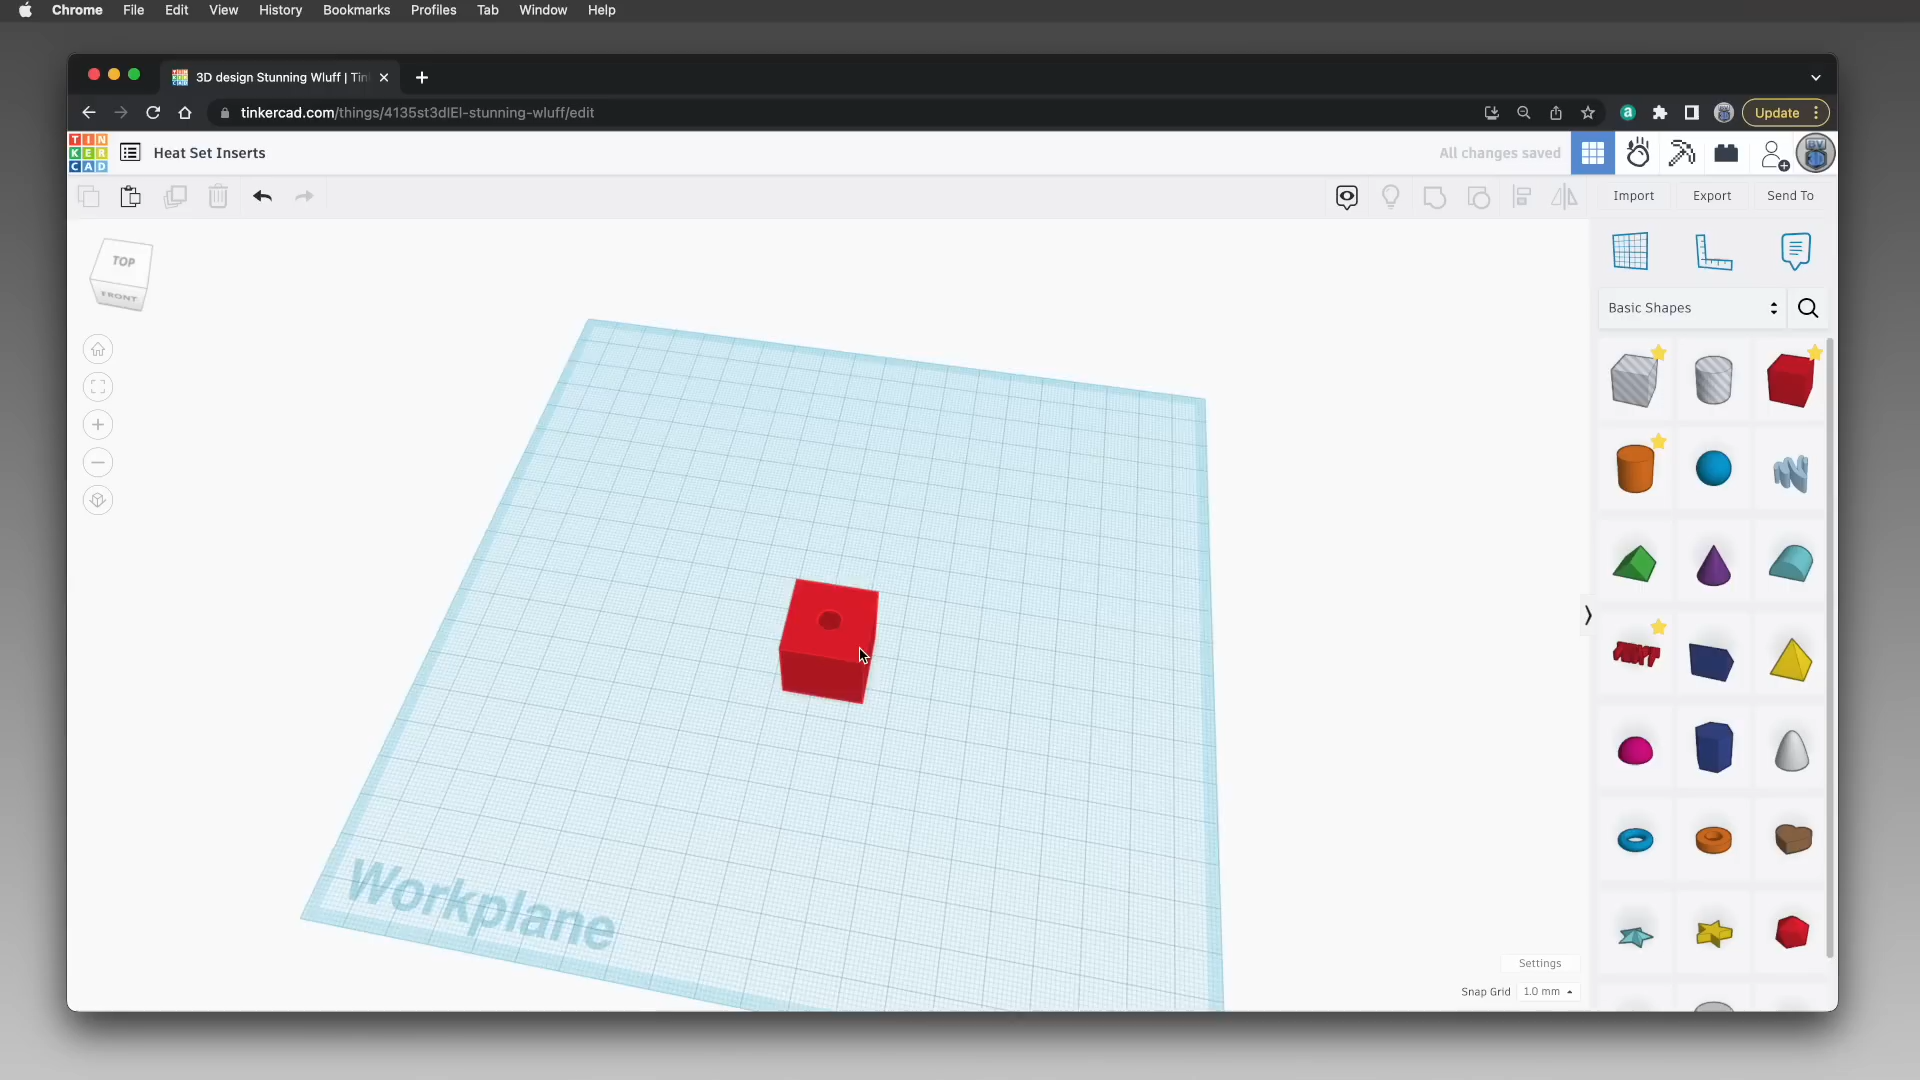 Chrome File Edit View History Bookmarks Profiles Tab Window Help
3D design Stunning Wluff | Tin
tinkercad.com/things/4135st3dlEl-stunning-wluff/edit
Update
TIN
KER
CAD
Heat Set Inserts
All changes saved
Import Export Send To
TOP
FRONT
Basic Shapes
TEXT
Workplane
Settings
Snap Grid 1.0 mm